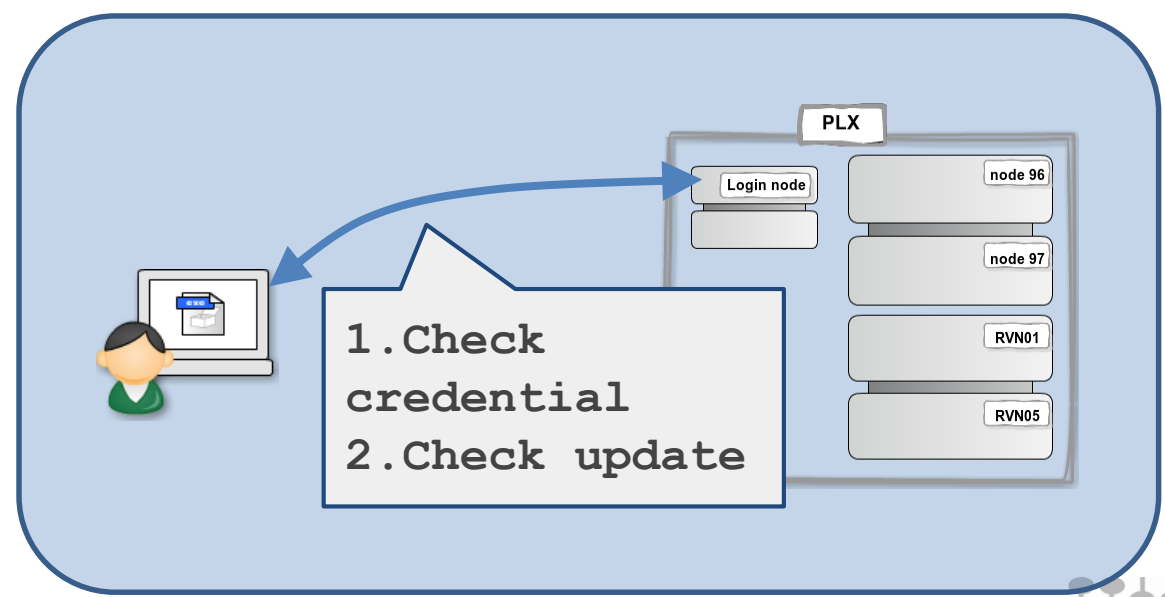 PLX
Login node
node 96
node 97
RVN01
RVN05
1.Check
credential
2.Check update